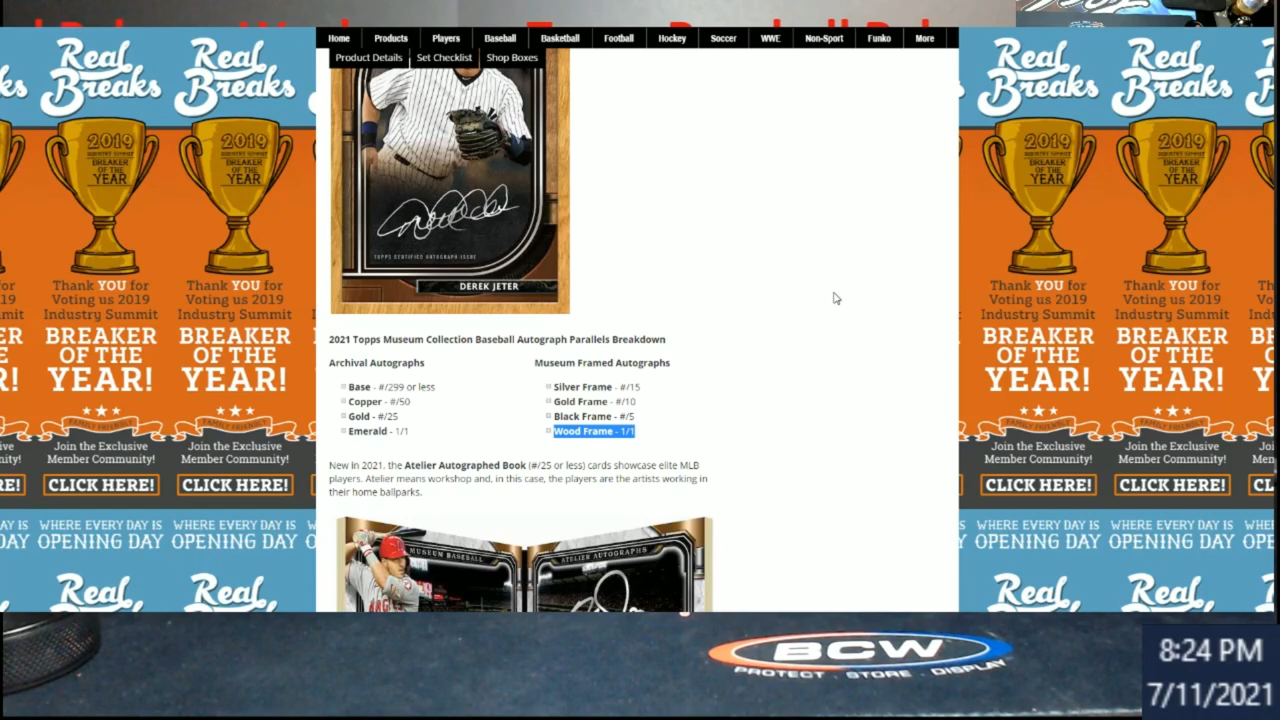 Home Products Players Baseball Basketball Football Hockey Soccer WWE Non-Sport Funko More
Product Details Set Checklist Shop Boxes
TOPPS CERTIFIED AUTOGRAPH ISSUE
DEREK JETER
2021 Topps Museum Collection Baseball Autograph Parallels Breakdown
Archival Autographs
Base - #/299 or less
Copper - #/50
Gold - #/25
Emerald - 1/1
Museum Framed Autographs
Silver Frame - #/15
Gold Frame - #/10
Black Frame - #/5
Wood Frame - 1/1
New in 2021, the Atelier Autographed Book (#/25 or less) cards showcase elite MLB
players. Atelier means workshop and, in this case, the players are the artists working in
their home ballparks.
MUSEUM BASEBALL
ATELIER AUTOGRAPHS
Real
Breaks
2019
INDUSTRY SUMMIT
BREAKER
OF THE
YEAR
Thank YOU for
Voting us 2019
Industry Summit
BREAKER
OF THE
YEAR!
FAMILY FRIENDLY
Join the Exclusive
Member Community!
CLICK HERE!
WHERE EVERY DAY IS
OPENING DAY
Real
BCW
PROTECT · STORE · DISPLAY
8:24 PM
7/11/2021